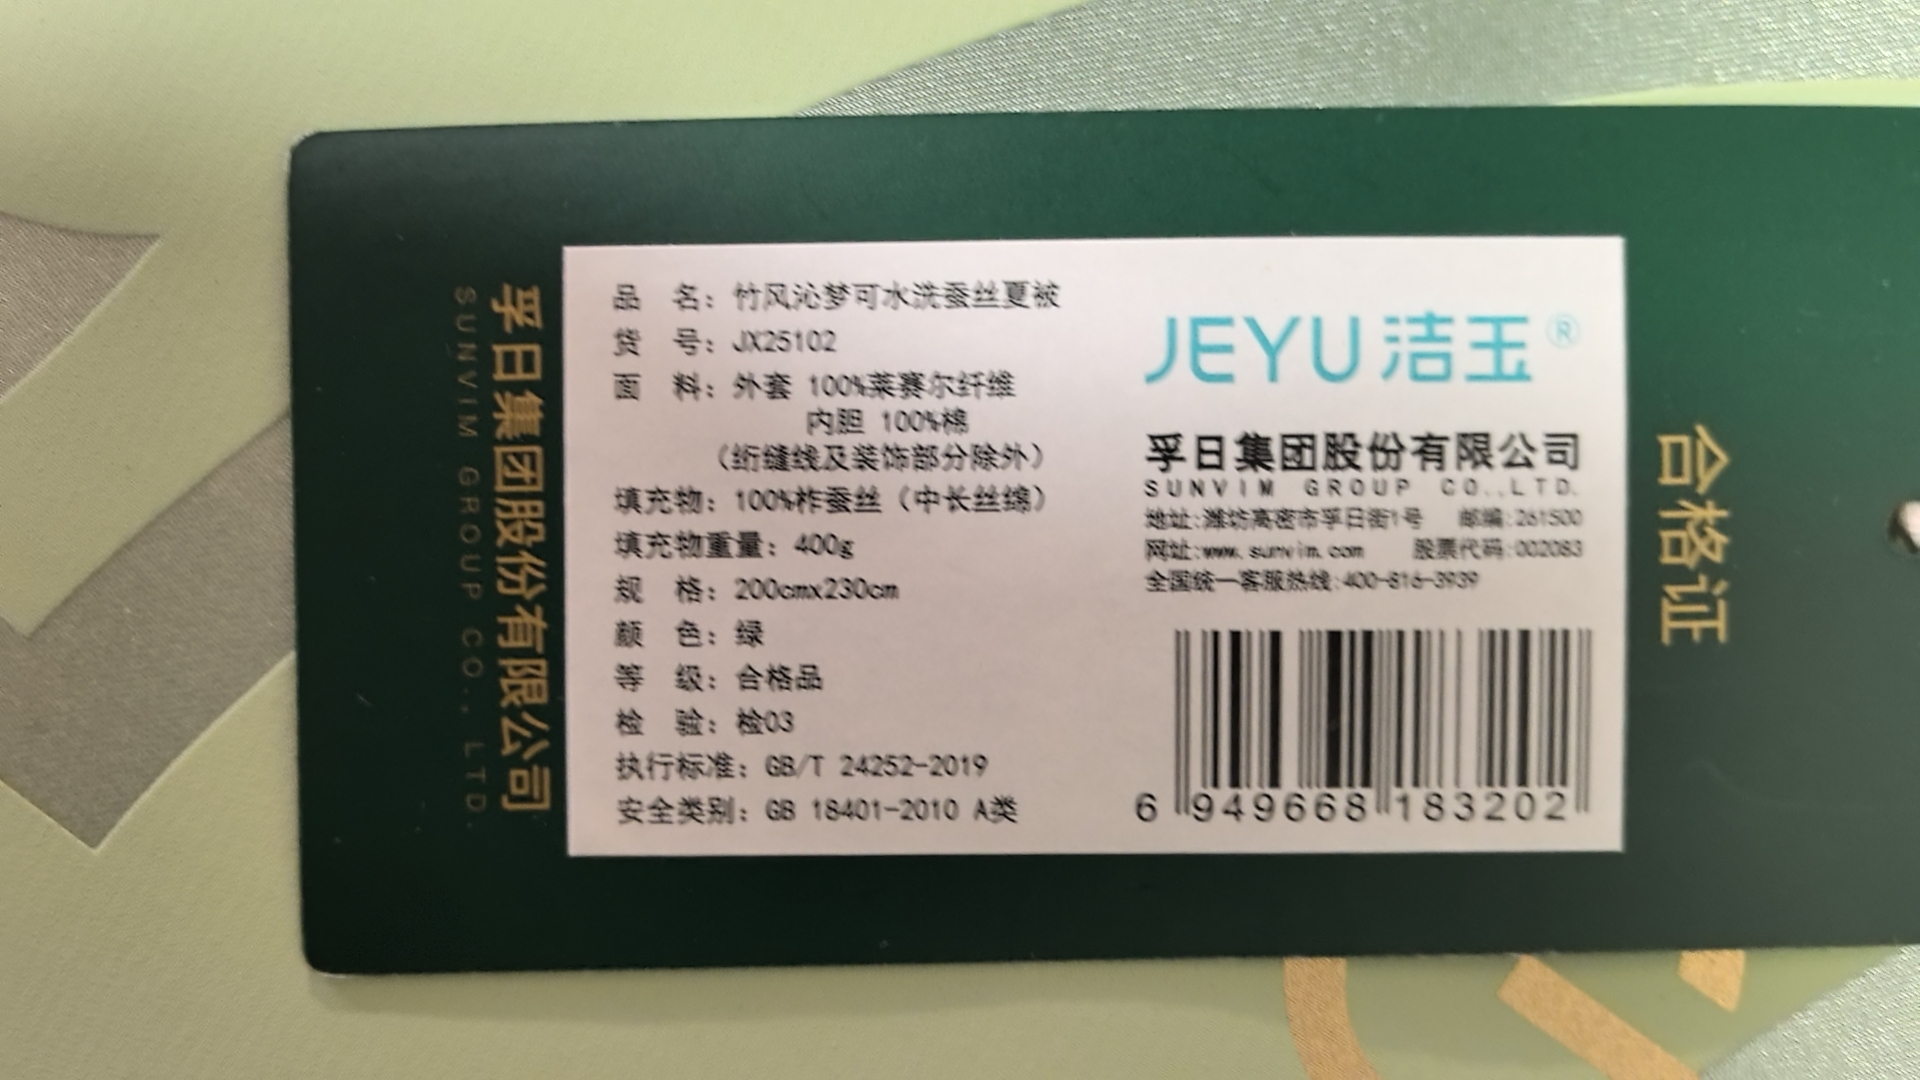 孚日集团股份有限公司
SUNVIM GROUP CO., LTD.
品 名：竹风沁梦可水洗蚕丝夏被
货 号：JX25102
面 料：外套 100%莱赛尔纤维
内胆 100%棉
（绗缝线及装饰部分除外）
填充物：100%柞蚕丝（中长丝绵）
填充物重量：400g
规 格：200cmx230cm
颜 色：绿
等 级：合格品
检 验：检03
执行标准：GB/T 24252-2019
安全类别：GB 18401-2010 A类
JEYU 洁玉®
孚日集团股份有限公司
SUNVIM GROUP CO.,LTD.
地址:潍坊高密市孚日街1号 邮编:261500
网址:www.sunvim.com 股票代码:002083
全国统一客服热线:400-816-3939
6 949668 183202
合格证